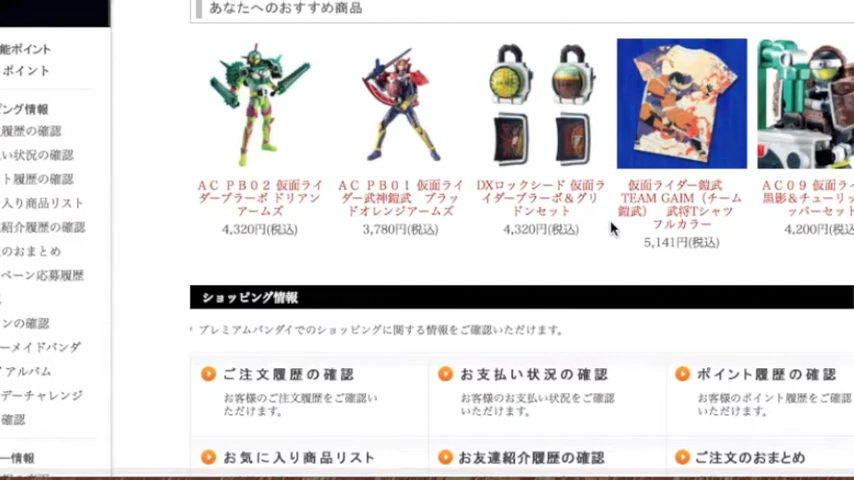 あなたへのおすすめ商品
能ポイント
ポイント
ピング情報
履歴の確認
い状況の確認
ト履歴の確認
入り商品リスト
達紹介履歴の確認
のおまとめ
ペーン応募履歴
ンの確認
ーメイドバンダ
アルバム
デーチャレンジ
確認
ー情報
ＡＣ ＰＢ０２ 仮面ライ
ダーブラーボ ドリアン
アームズ
4,320円(税込)
ＡＣ ＰＢ０１ 仮面ライ
ダー武神鎧武 ブラッ
ドオレンジアームズ
3,780円(税込)
DXロックシード 仮面ラ
イダーブラーボ＆グリ
ドンセット
4,320円(税込)
仮面ライダー鎧武
TEAM GAIM（チーム
鎧武） 武将Tシャツ
フルカラー
5,141円(税込)
ＡＣ０９ 仮面ライ
黒影＆チューリッ
ッパーセット
4,200円(税込
ショッピング情報
プレミアムバンダイでのショッピングに関する情報をご確認いただけます。
ご注文履歴の確認
お客様のご注文履歴をご確認い
ただけます。
お支払い状況の確認
お客様のお支払い状況をご確認
いただけます。
ポイント履歴の確認
お客様のポイント履歴をご確認
いただけます。
お気に入り商品リスト
お友達紹介履歴の確認
ご注文のおまとめ